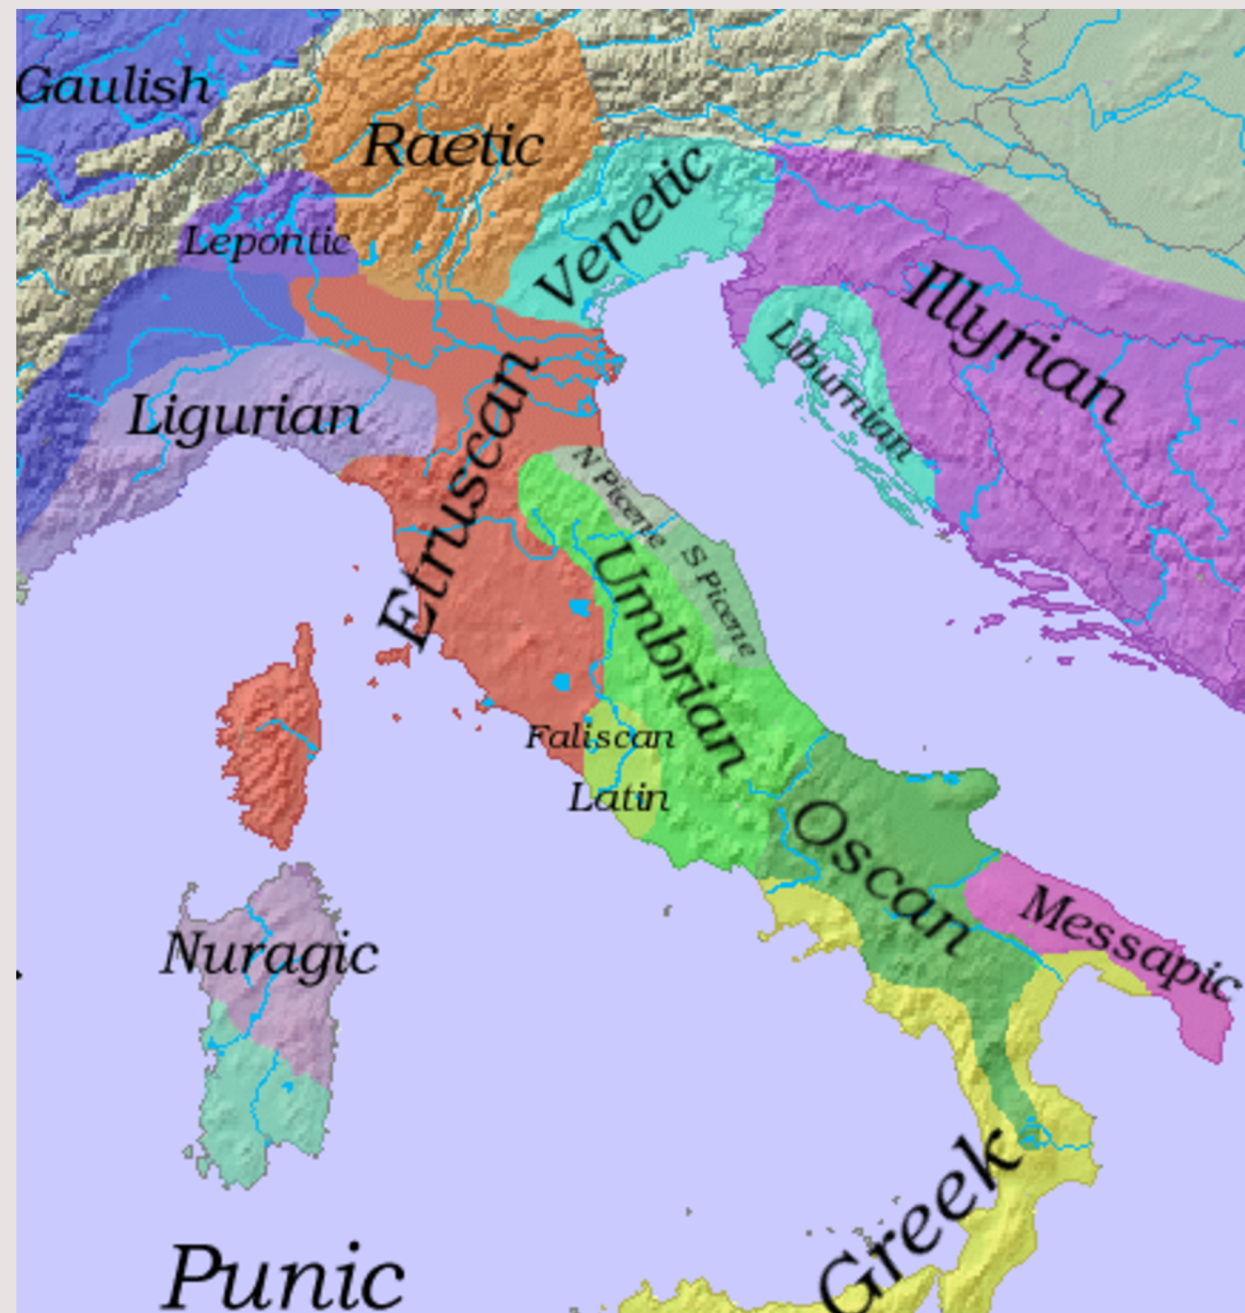 Gaulish
Raetic
Venetic
Lepontic
Illyrian
Liburnian
Ligurian
Etruscan
N Picene
S Picene
Umbrian
Faliscan
Latin
Oscan
Messapic
Nuragic
Greek
Punic